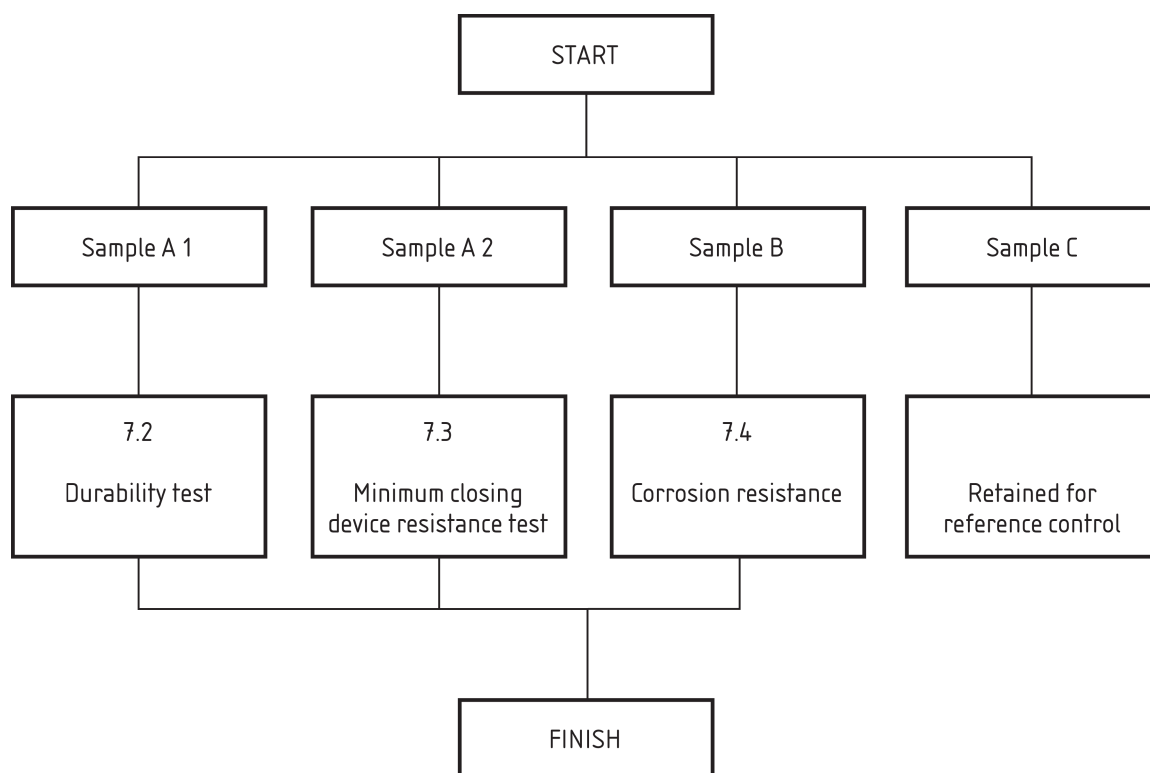 START
Sample A 1
Sample A 2
Sample B
Sample C
7.2
Durability test
7.3
Minimum closing
device resistance test
7.4
Corrosion resistance
Retained for
reference control
FINISH